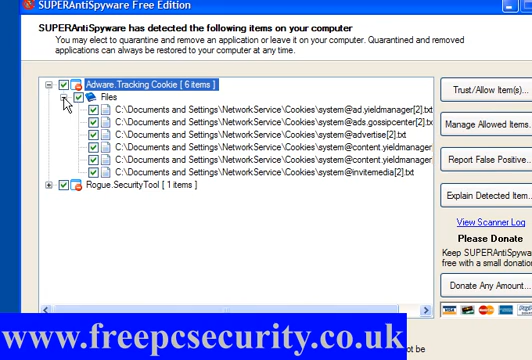 SUPERAntiSpyware Free Edition
SUPERAntiSpyware has detected the following items on your computer
You may elect to quarantine and remove an application or leave it on your computer. Quarantined and removed
applications can always be restored to your computer at any time.
Adware.Tracking Cookie [ 6 items ]
Files
C:\Documents and Settings\NetworkService\Cookies\system@ad.yieldmanager[2].txt
C:\Documents and Settings\NetworkService\Cookies\system@ads.gossipcenter[2].txt
C:\Documents and Settings\NetworkService\Cookies\system@advertise[2].txt
C:\Documents and Settings\NetworkService\Cookies\system@content.yieldmanager
C:\Documents and Settings\NetworkService\Cookies\system@content.yieldmanager
C:\Documents and Settings\NetworkService\Cookies\system@invitemedia[2].txt
Rogue.SecurityTool [ 1 items ]
Trust/Allow Item(s)...
Manage Allowed Items...
Report False Positive...
Explain Detected Item...
View Scanner Log
Please Donate
Keep SUPERAntiSpywa
free with a small donatio
Donate Any Amount...
VISA
www.freepcsecurity.co.uk
not be